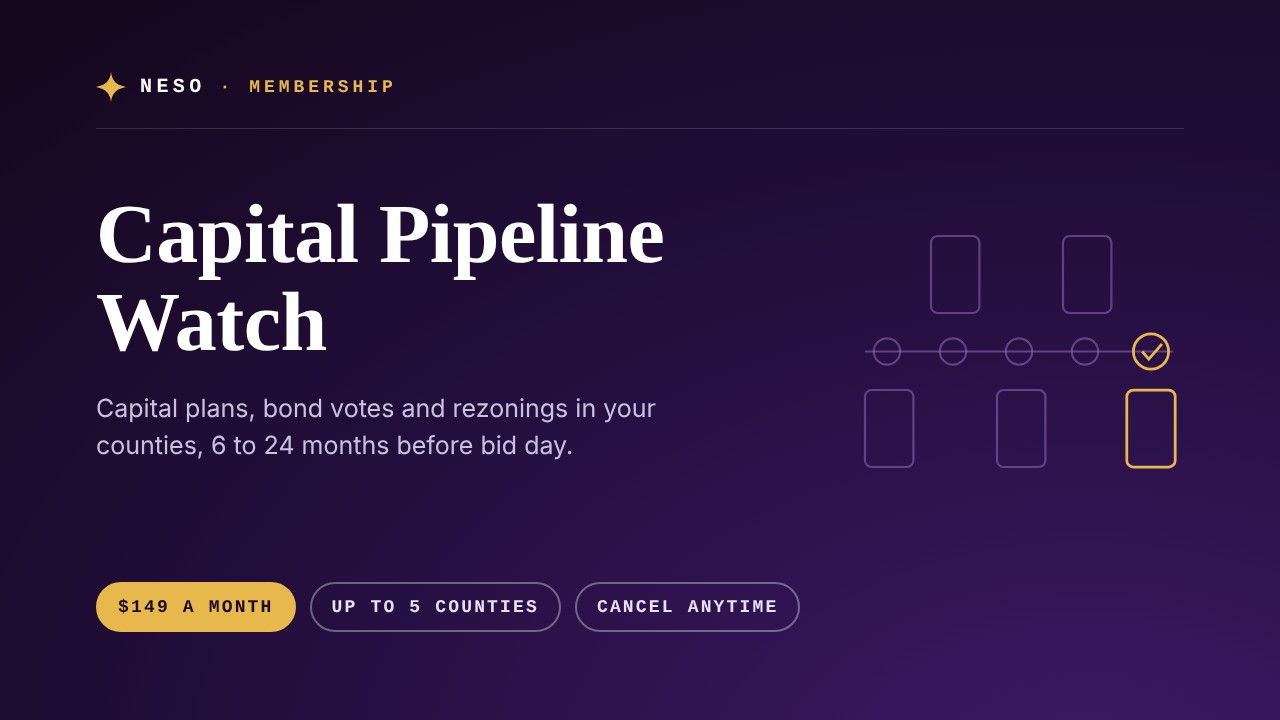 NESO · MEMBERSHIP
Capital Pipeline
Watch
Capital plans, bond votes and rezonings in your
counties, 6 to 24 months before bid day.
$149 A MONTH
UP TO 5 COUNTIES
CANCEL ANYTIME